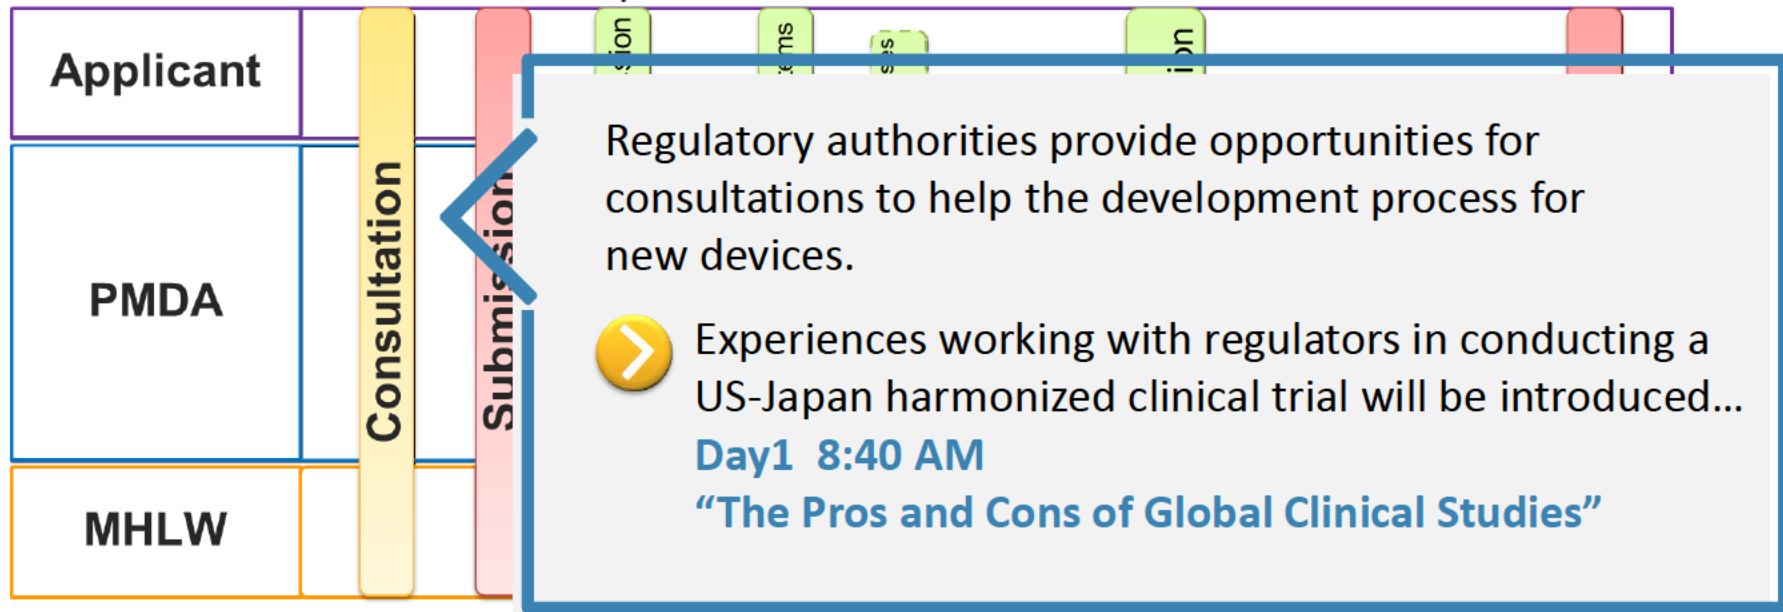 Applicant
PMDA
MHLW
Consultation
Submission
Regulatory authorities provide opportunities for
consultations to help the development process for
new devices.
Experiences working with regulators in conducting a
US-Japan harmonized clinical trial will be introduced...
Day1 8:40 AM
“The Pros and Cons of Global Clinical Studies”